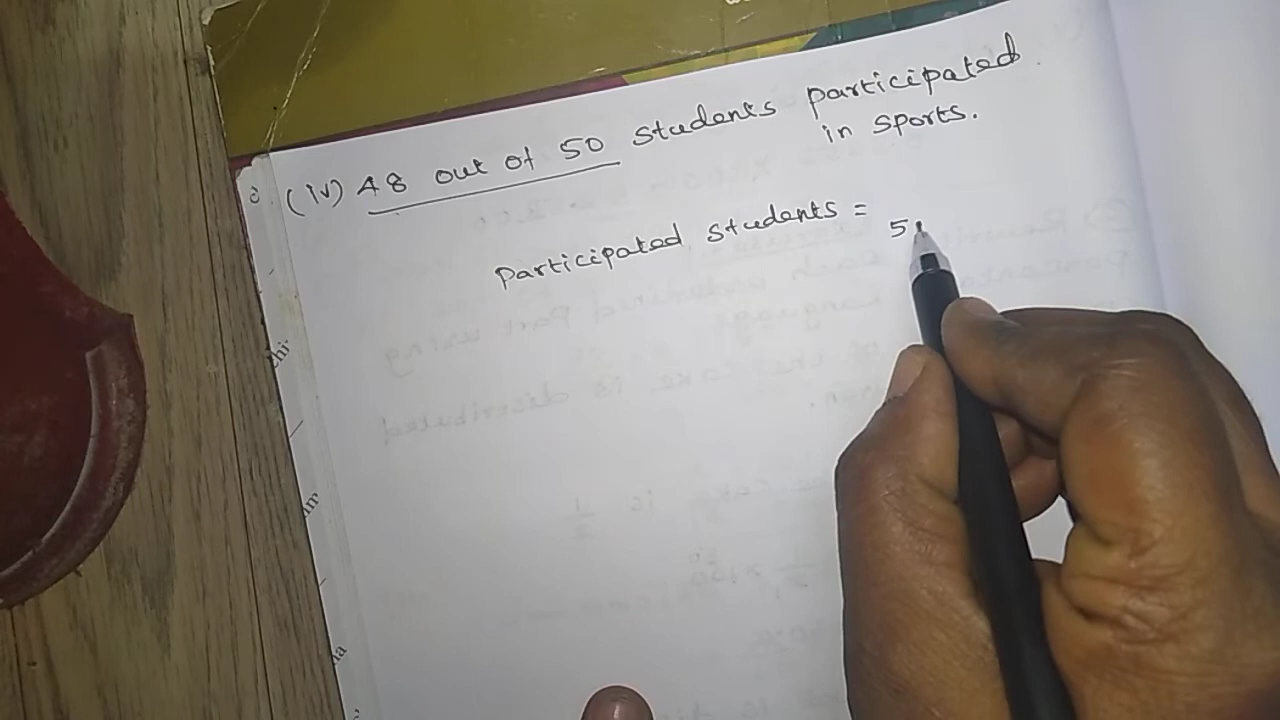 (iv) 48 out of 50 students participated
in sports.
Participated students = 5